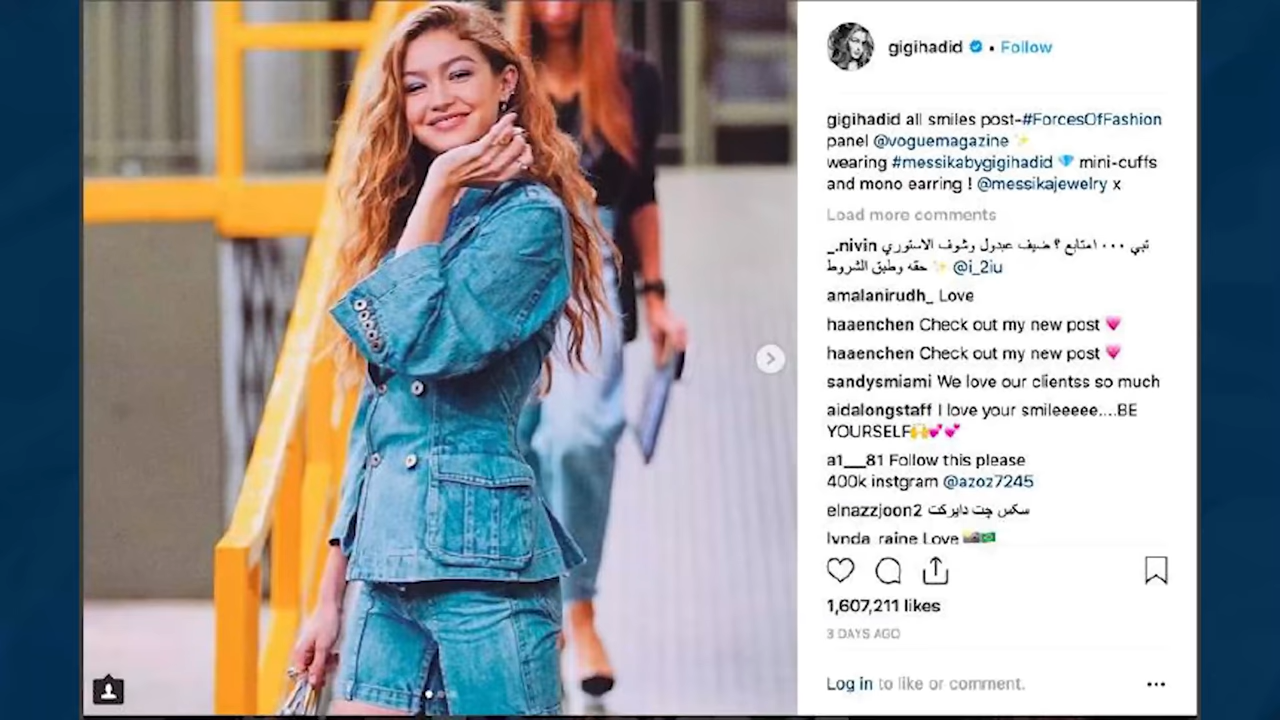 gigihadid • Follow
gigihadid all smiles post-#ForcesOfFashion
panel @voguemagazine ✨
wearing #messikabygigihadid 💎 mini-cuffs
and mono earring ! @messikajewelry x
Load more comments
_.nivin تبي ١٠٠٠متابع ؟ ضيف عبدول وشوف الاستوري
حقه وطبق الشروط ✨ @i_2iu
amalanirudh_ Love
haaenchen Check out my new post 💗
haaenchen Check out my new post 💗
sandysmiami We love our clientss so much
aidalongstaff I love your smileeeee....BE
YOURSELF🙌💕💕
a1__81 Follow this please
400k instgram @azoz7245
elnazzjoon2 سکس چت دایرکت
lynda_raine Love
1,607,211 likes
3 DAYS AGO
Log in to like or comment.